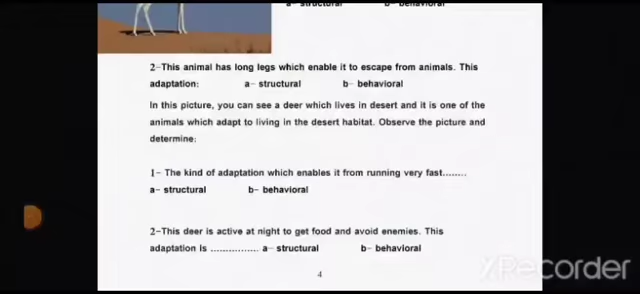 a– structural b– behavioral
2–This animal has long legs which enable it to escape from animals. This
adaptation: a– structural b– behavioral
In this picture, you can see a deer which lives in desert and it is one of the
animals which adapt to living in the desert habitat. Observe the picture and
determine:
1– The kind of adaptation which enables it from running very fast........
a– structural b– behavioral
2–This deer is active at night to get food and avoid enemies. This
adaptation is ................ a– structural b– behavioral
4
XPecorder